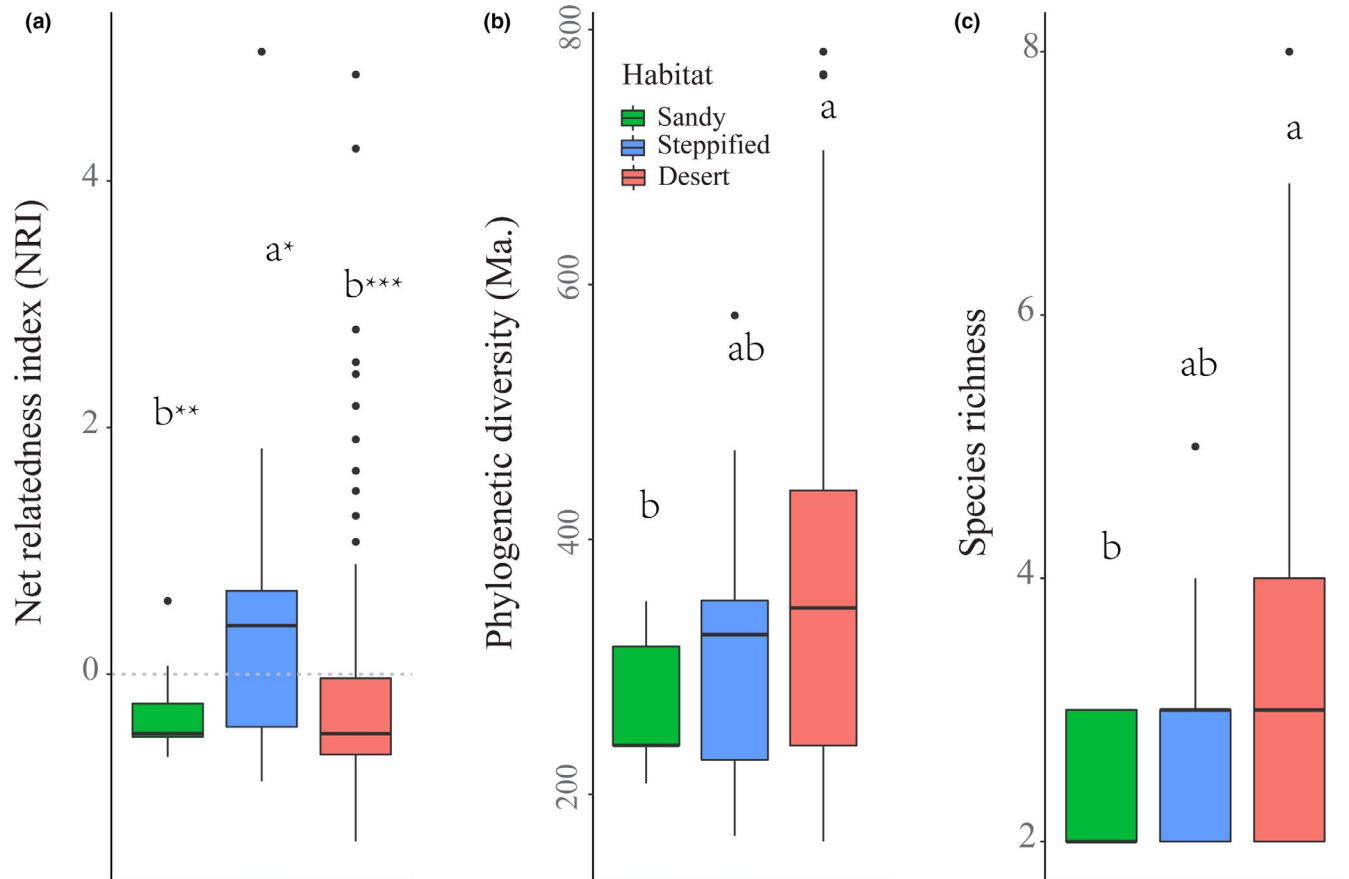 (a)
Net relatedness index (NRI)
4
2
0
b**
a*
b***
(b)
Phylogenetic diversity (Ma.)
800
600
400
200
Habitat
Sandy
Steppified
Desert
b
ab
a
(c)
Species richness
8
6
4
2
b
ab
a